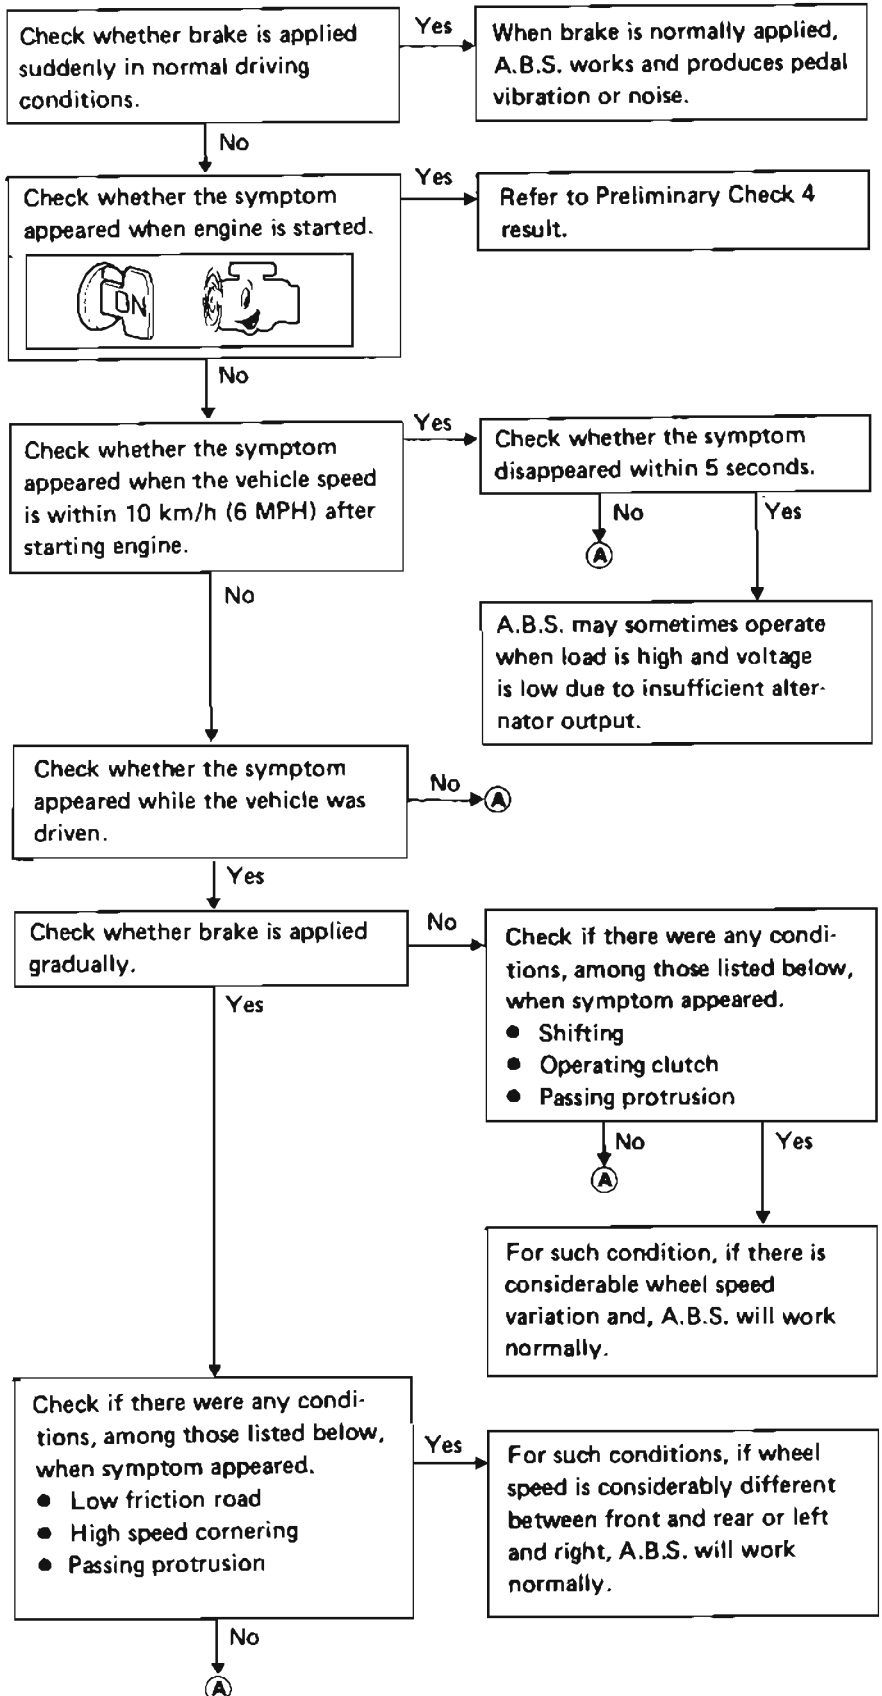 Check whether brake is applied
suddenly in normal driving
conditions.
Yes
When brake is normally applied,
A.B.S. works and produces pedal
vibration or noise.
No
Check whether the symptom
appeared when engine is started.
ON
Yes
Refer to Preliminary Check 4
result.
No
Check whether the symptom
appeared when the vehicle speed
is within 10 km/h (6 MPH) after
starting engine.
Yes
Check whether the symptom
disappeared within 5 seconds.
No
A
Yes
A.B.S. may sometimes operate
when load is high and voltage
is low due to insufficient alter-
nator output.
No
Check whether the symptom
appeared while the vehicle was
driven.
No
A
Yes
Check whether brake is applied
gradually.
No
Check if there were any condi-
tions, among those listed below,
when symptom appeared.
● Shifting
● Operating clutch
● Passing protrusion
No
A
Yes
For such condition, if there is
considerable wheel speed
variation and, A.B.S. will work
normally.
Yes
Check if there were any condi-
tions, among those listed below,
when symptom appeared.
● Low friction road
● High speed cornering
● Passing protrusion
Yes
For such conditions, if wheel
speed is considerably different
between front and rear or left
and right, A.B.S. will work
normally.
No
A